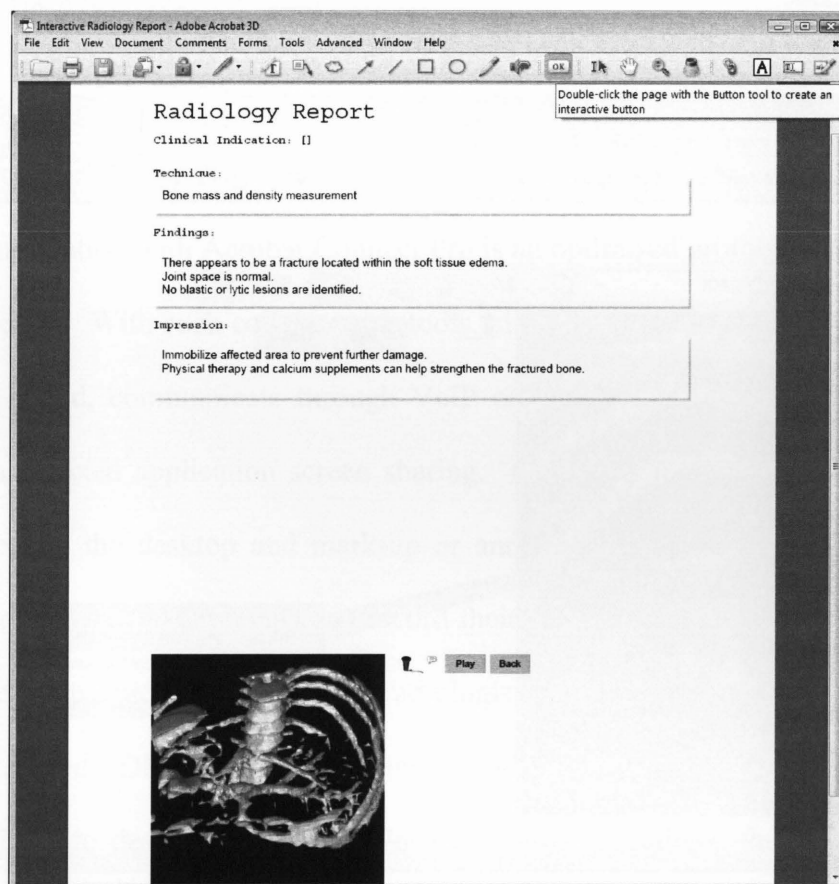 Interactive Radiology Report - Adobe Acrobat 3D
File Edit View Document Comments Forms Tools Advanced Window Help
OK
Double-click the page with the Button tool to create an
interactive button
Radiology Report
Clinical Indication: []
Technique:
Bone mass and density measurement
Findings:
There appears to be a fracture located within the soft tissue edema.
Joint space is normal.
No blastic or lytic lesions are identified.
Impression:
Immobilize affected area to prevent further damage.
Physical therapy and calcium supplements can help strengthen the fractured bone.
Play Back